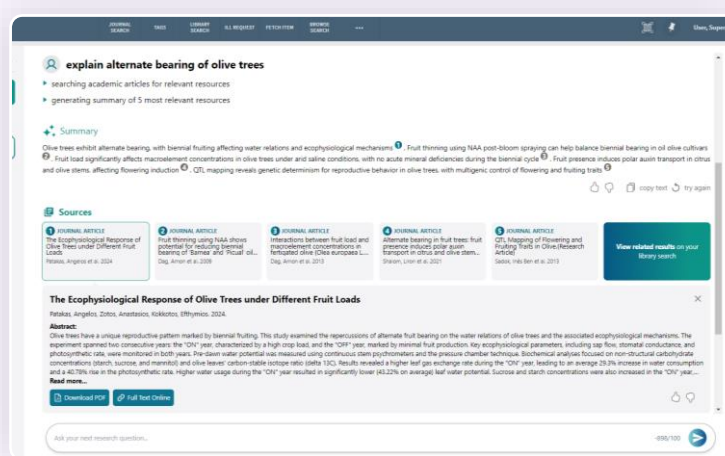 JOURNAL SEARCH
TAGS
LIBRARY SEARCH
ILL REQUEST
FETCH ITEM
BROWSE SEARCH
...
User, Super
explain alternate bearing of olive trees
searching academic articles for relevant resources
generating summary of 5 most relevant resources
Summary
Olive trees exhibit alternate bearing, with biennial fruiting affecting water relations and ecophysiological mechanisms 1 . Fruit thinning using NAA post-bloom spraying can help balance biennial bearing in oil olive cultivars
2 . Fruit load significantly affects macroelement concentrations in olive trees under and saline conditions, with no acute mineral deficiencies during the biennial cycle 3 . Fruit presence induces polar auxin transport in citrus
and olive stems, affecting flowering induction 4 . QTL mapping reveals genetic determinism for reproductive behavior in olive trees, with multigenic control of flowering and fruiting traits 5
copy text
try again
Sources
1 JOURNAL ARTICLE
The Ecophysiological Response of
Olive Trees under Different Fruit
Loads
Patakas, Angelos et al. 2024
2 JOURNAL ARTICLE
Fruit thinning using NAA shows
potential for reducing biennial
bearing of 'Barnea' and 'Picual' oil...
Dag, Arnon et al. 2009
3 JOURNAL ARTICLE
Interactions between fruit load and
macroelement concentrations in
fertigated olive (Olea europaea L....
Dag, Arnon et al. 2013
4 JOURNAL ARTICLE
Alternate bearing in fruit trees: fruit
presence induces polar auxin
transport in citrus and olive stem...
Shalom, Lisan et al. 2021
5 JOURNAL ARTICLE
QTL Mapping of Flowering and
Fruiting Traits in Olive.(Research
Article)
Sadok, Inès Ben et al. 2013
View related results on your
library search
The Ecophysiological Response of Olive Trees under Different Fruit Loads
Patakas, Angelos, Zotos, Anastasios, Kokkotos, Efthymios. 2024.
Abstract:
Olive trees have a unique reproductive pattern marked by biennial fruiting. This study examined the repercussions of alternate fruit bearing on the water relations of olive trees and the associated ecophysiological mechanisms. The
experiment spanned two consecutive years: the "ON" year, characterized by a high crop load, and the "OFF" year, marked by minimal fruit production. Key ecophysiological parameters, including sap flow, stomatal conductance, and
photosynthetic rate, were monitored in both years. Pre-dawn water potential was measured using continuous stem psychrometers and the pressure chamber technique. Biochemical analyses focused on non-structural carbohydrate
concentrations (starch, sucrose, and mannitol) and olive leaves' carbon-stable isotope ratio (delta 13C). Results revealed a higher leaf gas exchange rate during the "ON" year, leading to an average 29.3% increase in water consumption
and a 40.78% rise in the photosynthetic rate. Higher water usage during the "ON" year resulted in significantly lower (43.22% on average) leaf water potential. Sucrose and starch concentrations were also increased in the "ON" year,...
Read more...
Download PDF
Full Text Online
Ask your next research question...
-898/100